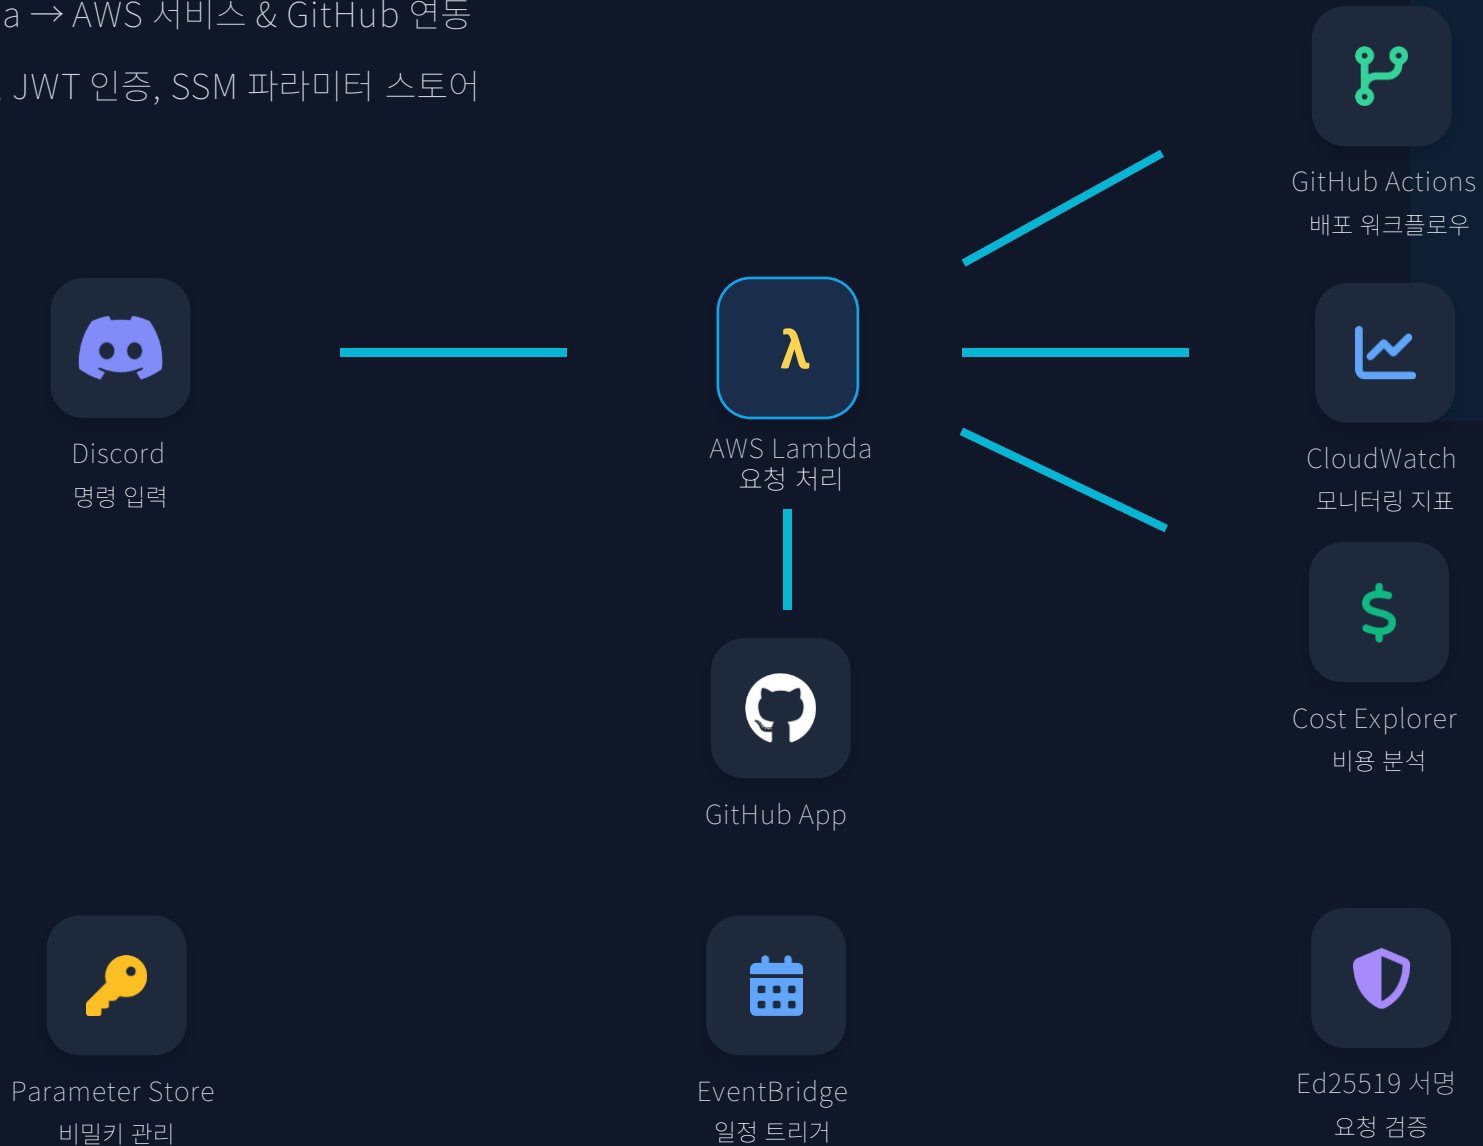 a → AWS 서비스 & GitHub 연동
JWT 인증, SSM 파라미터 스토어
GitHub Actions
배포 워크플로우
Discord
명령 입력
λ
AWS Lambda
요청 처리
CloudWatch
모니터링 지표
Cost Explorer
비용 분석
GitHub App
Parameter Store
비밀키 관리
EventBridge
일정 트리거
Ed25519 서명
요청 검증